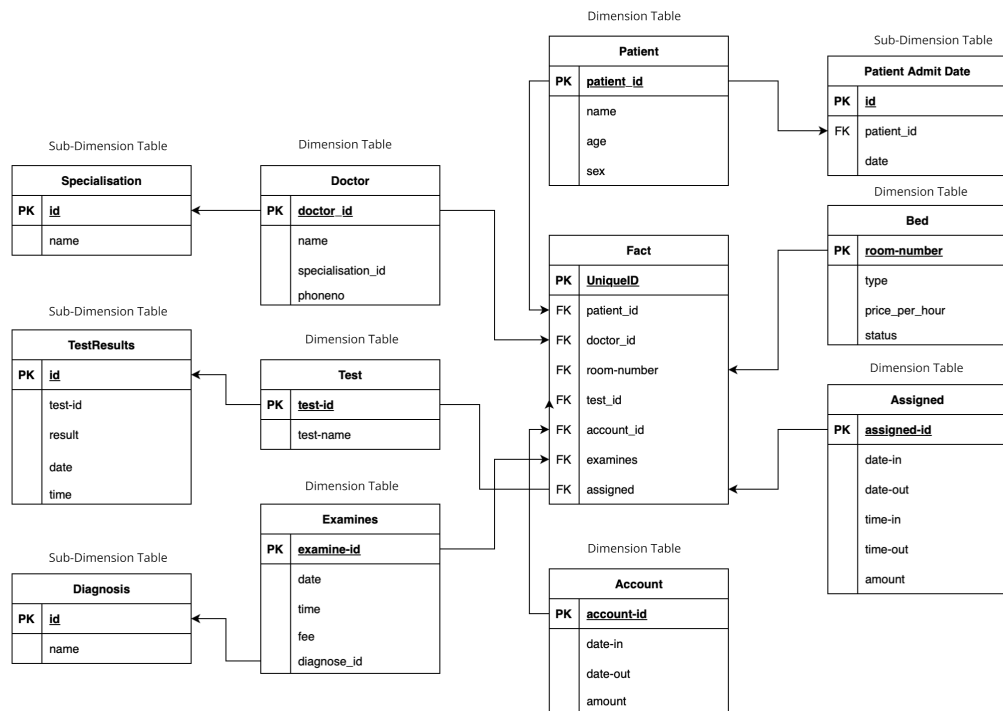 Dimension Table
Patient
PK patient_id
name
age
sex
Sub-Dimension Table
Patient Admit Date
PK id
FK patient_id
date
Sub-Dimension Table
Specialisation
PK id
name
Dimension Table
Doctor
PK doctor_id
name
specialisation_id
phoneno
Dimension Table
Bed
PK room-number
type
price_per_hour
status
Fact
PK UniqueID
FK patient_id
FK doctor_id
FK room-number
FK test_id
FK account_id
FK examines
FK assigned
Sub-Dimension Table
TestResults
PK id
test-id
result
date
time
Dimension Table
Test
PK test-id
test-name
Dimension Table
Assigned
PK assigned-id
date-in
date-out
time-in
time-out
amount
Dimension Table
Examines
PK examine-id
date
time
fee
diagnose_id
Sub-Dimension Table
Diagnosis
PK id
name
Dimension Table
Account
PK account-id
date-in
date-out
amount